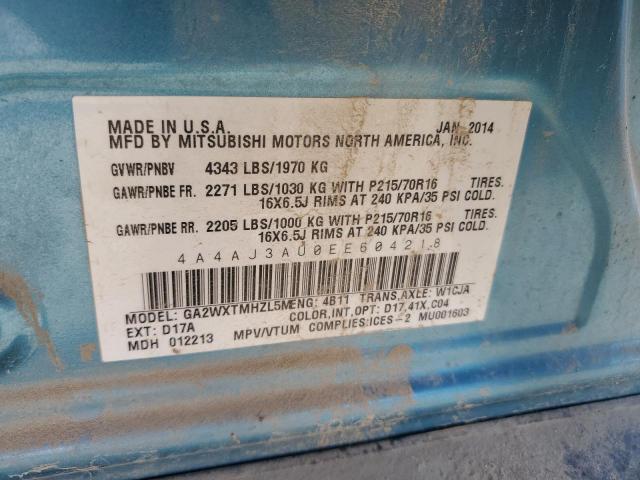 MADE IN U.S.A. JAN 2014
MFD BY MITSUBISHI MOTORS NORTH AMERICA, INC.
GVWR/PNBV 4343 LBS/1970 KG
GAWR/PNBE FR. 2271 LBS/1030 KG WITH P215/70R16 TIRES.
16X6.5J RIMS AT 240 KPA/35 PSI COLD.
GAWR/PNBE RR. 2205 LBS/1000 KG WITH P215/70R16 TIRES.
16X6.5J RIMS AT 240 KPA/35 PSI COLD.
4A4AJ3AU0EE604218
MODEL: GA2WXTMHZL5M ENG: 4B11 TRANS,AXLE: W1CJA
EXT: D17A COLOR,INT,OPT: D17,41X,C04
MDH 012213 MPV/VTUM COMPLIES:ICES-2 MU001603